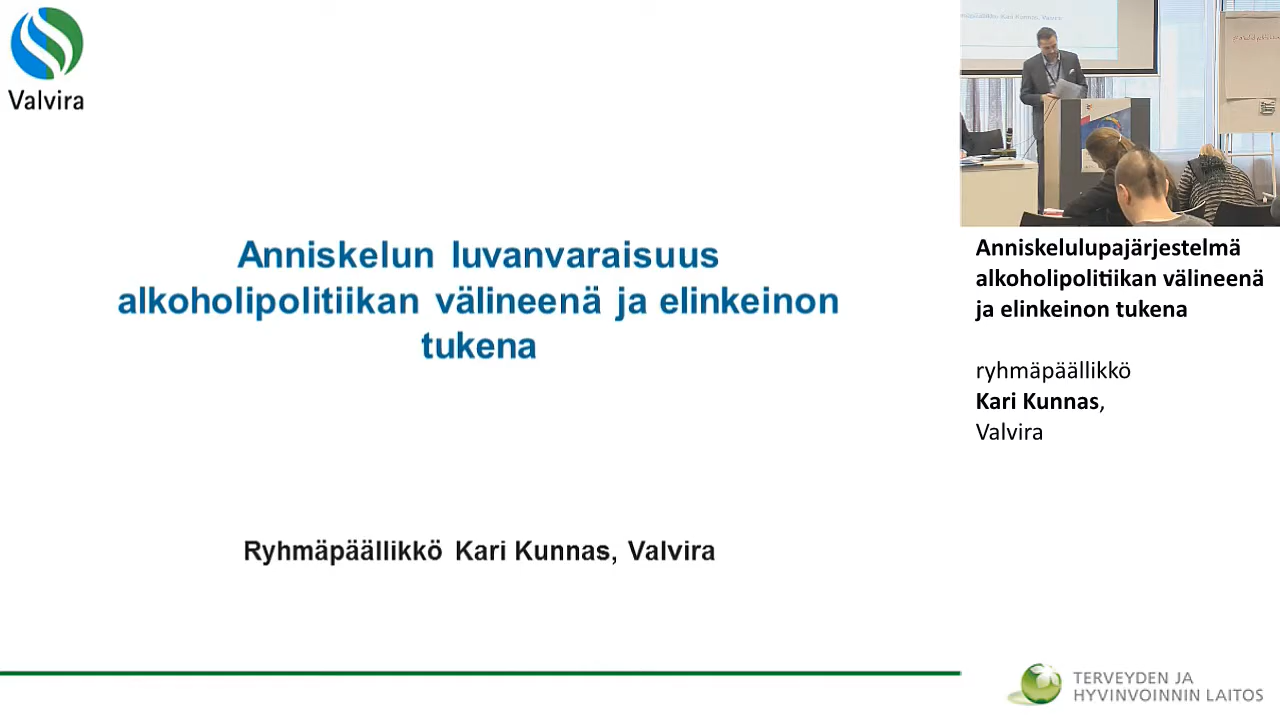 Valvira
Anniskelun luvanvaraisuus
alkoholipolitiikan välineenä ja elinkeinon
tukena
Ryhmäpäällikkö Kari Kunnas, Valvira
Anniskelulupajärjestelmä
alkoholipolitiikan välineenä
ja elinkeinon tukena
ryhmäpäällikkö
Kari Kunnas,
Valvira
TERVEYDEN JA
HYVINVOINNIN LAITOS